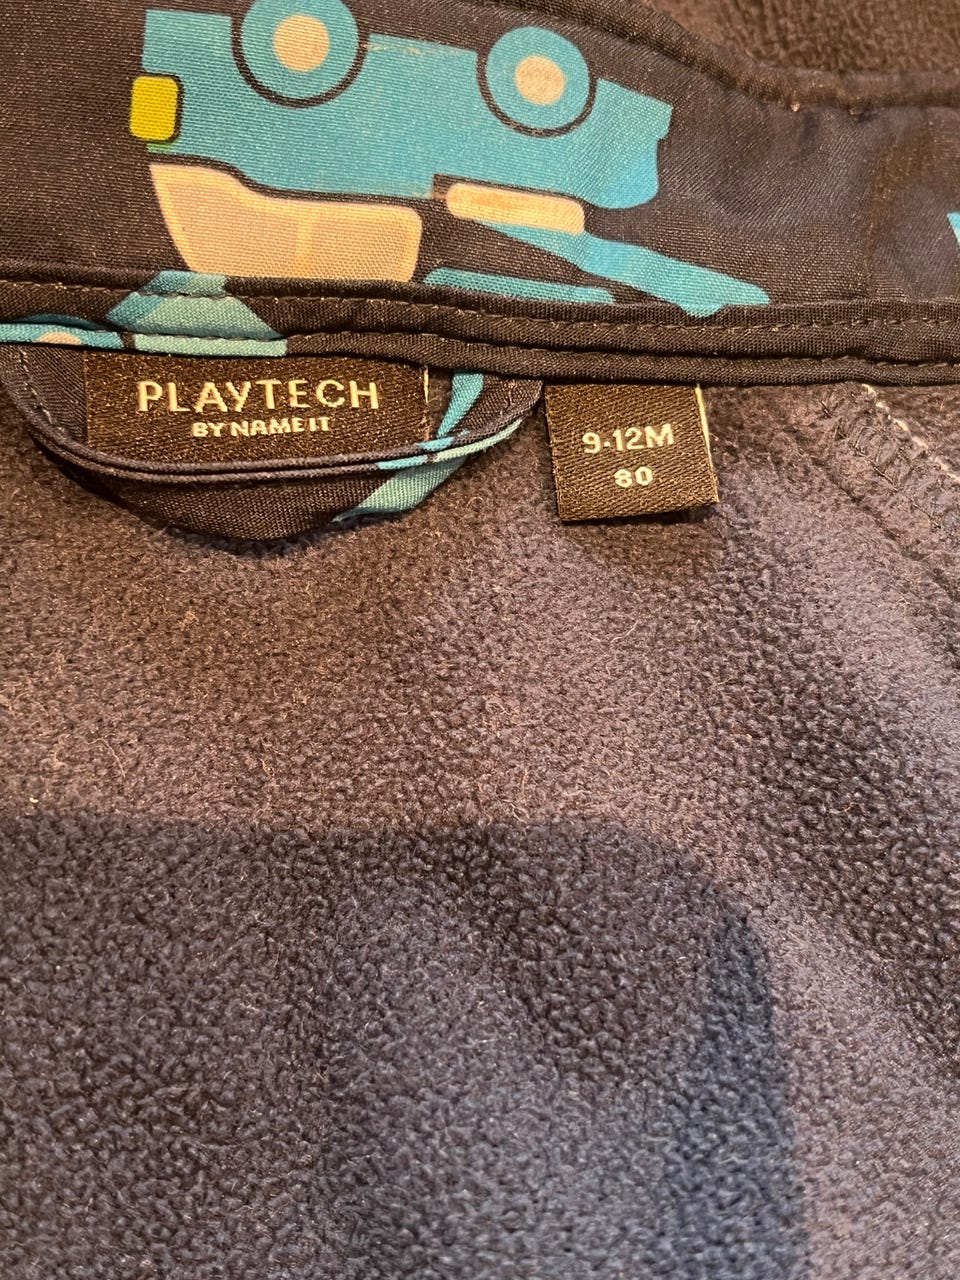 PLAYTECH
BY NAME IT
9-12M
80